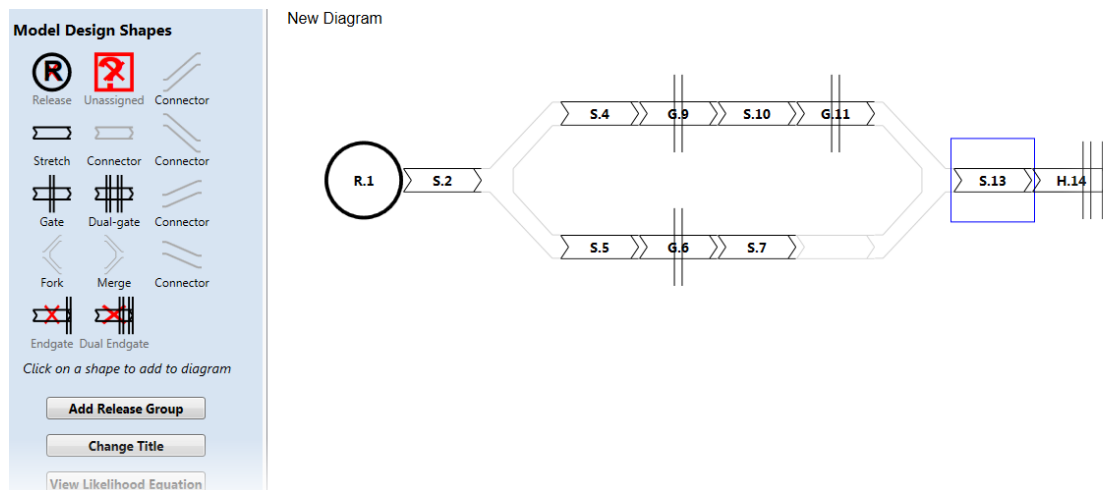 New Diagram
Model Design Shapes
R
Release Unassigned Connector
Stretch Connector Connector
Gate Dual-gate Connector
Fork Merge Connector
Endgate Dual Endgate
Click on a shape to add to diagram
Add Release Group
Change Title
View Likelihood Equation
S.4 G.9 S.10 G.11
R.1 S.2 S.13 H.14
S.5 G.6 S.7